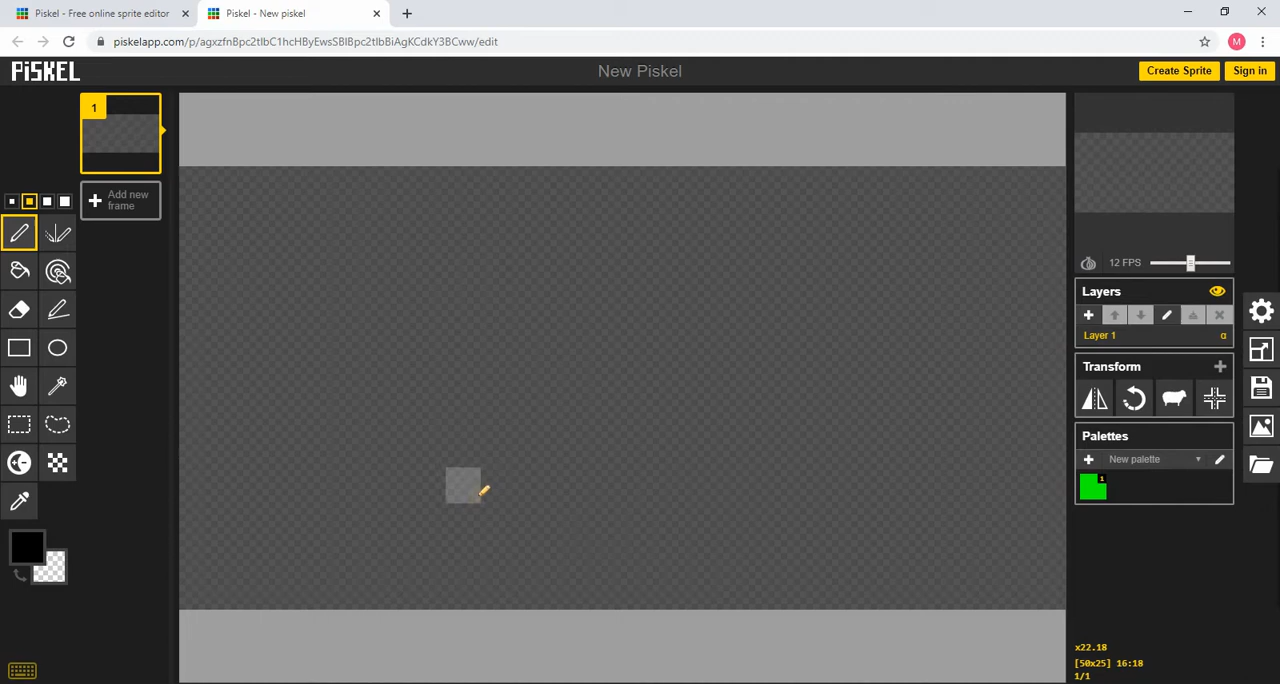 Piskel - Free online sprite editor
Piskel - New piskel
piskelapp.com/p/agxzfnBpc2tlbC1hcHByEwsSBlBpc2tlbBiAgKCdkY3BCww/edit
M
PiSKEL
New Piskel
Create Sprite
Sign in
1
Add new
frame
12 FPS
Layers
Layer 1
α
Transform
Palettes
New palette
1
x22.18
[50x25] 16:18
1/1